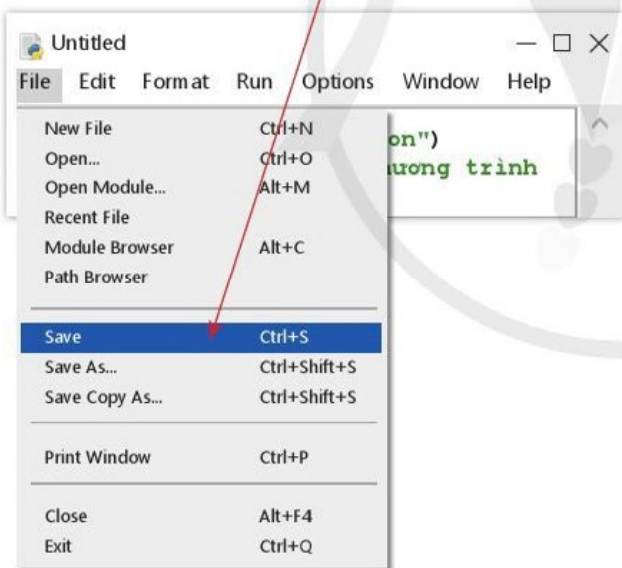 Untitled
File Edit Format Run Options Window Help
on")
ương trình
New File Ctrl+N
Open... Ctrl+O
Open Module... Alt+M
Recent File
Module Browser Alt+C
Path Browser
Save Ctrl+S
Save As... Ctrl+Shift+S
Save Copy As... Ctrl+Shift+S
Print Window Ctrl+P
Close Alt+F4
Exit Ctrl+Q